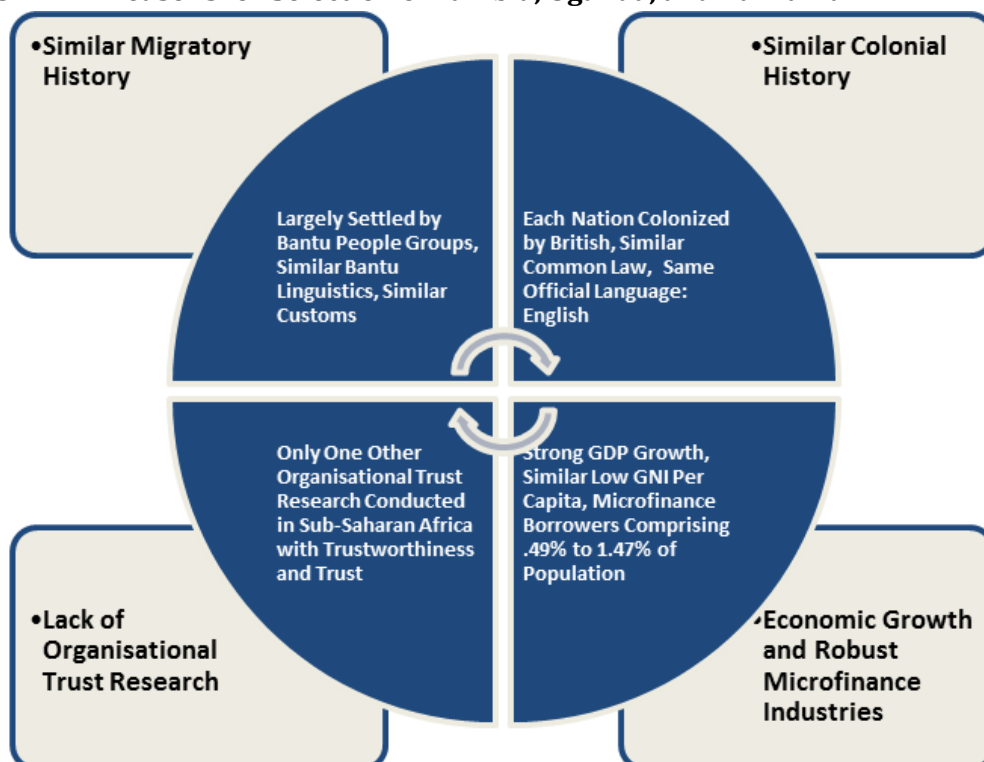 •Similar Migratory
History
•Similar Colonial
History
Largely Settled by
Bantu People Groups,
Similar Bantu
Linguistics, Similar
Customs
Each Nation Colonized
by British, Similar
Common Law, Same
Official Language:
English
Only One Other
Organisational Trust
Research Conducted
in Sub-Saharan Africa
with Trustworthiness
and Trust
Strong GDP Growth,
Similar Low GNI Per
Capita, Microfinance
Borrowers Comprising
.49% to 1.47% of
Population
•Lack of
Organisational
Trust Research
•Economic Growth
and Robust
Microfinance
Industries